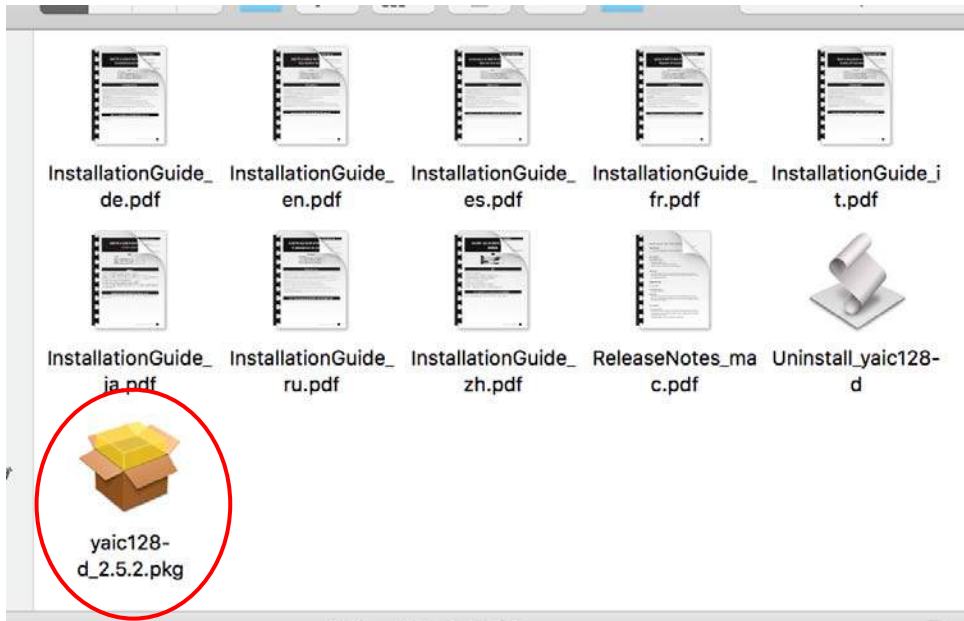 InstallationGuide_ InstallationGuide_ InstallationGuide_ InstallationGuide_ InstallationGuide_i
de.pdf en.pdf es.pdf fr.pdf t.pdf
InstallationGuide_ InstallationGuide_ InstallationGuide_ ReleaseNotes_ma Uninstall_yaic128-
ja.pdf ru.pdf zh.pdf c.pdf d
yaic128-
d_2.5.2.pkg